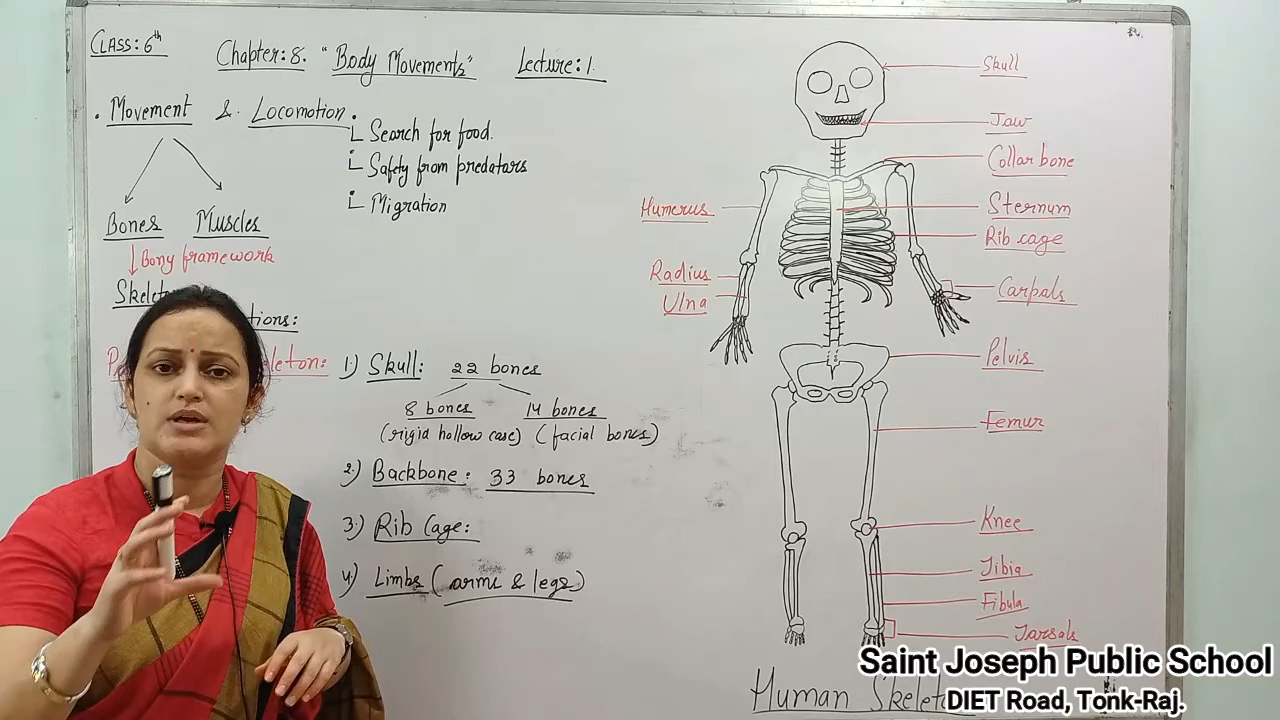 CLASS: 6th
Chapter: 8. "Body Movements" Lecture: 1.
. Movement & Locomotion
Search for food.
Safety from predators
Migration
Bones Muscles
Bony framework
tions:
leton:
1) Skull: 22 bones
8 bones 14 bones
(rigid hollow case) (facial bones)
2.) Backbone: 33 bones
3.) Rib Cage:
4) Limbs (arms & legs)
Skull
Jaw
Collar bone
Humerus
Sternum
Rib cage
Radius
Ulna
Carpals
Pelvis
Femur
Knee
Tibia
Fibula
Tarsals
Human
Saint Joseph Public School
DIET Road, Tonk-Raj.